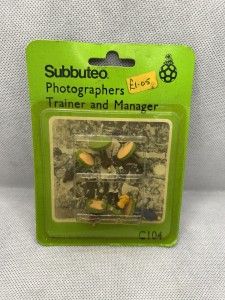 Subbuteo
£1.05
Photographers
Trainer and Manager
C104